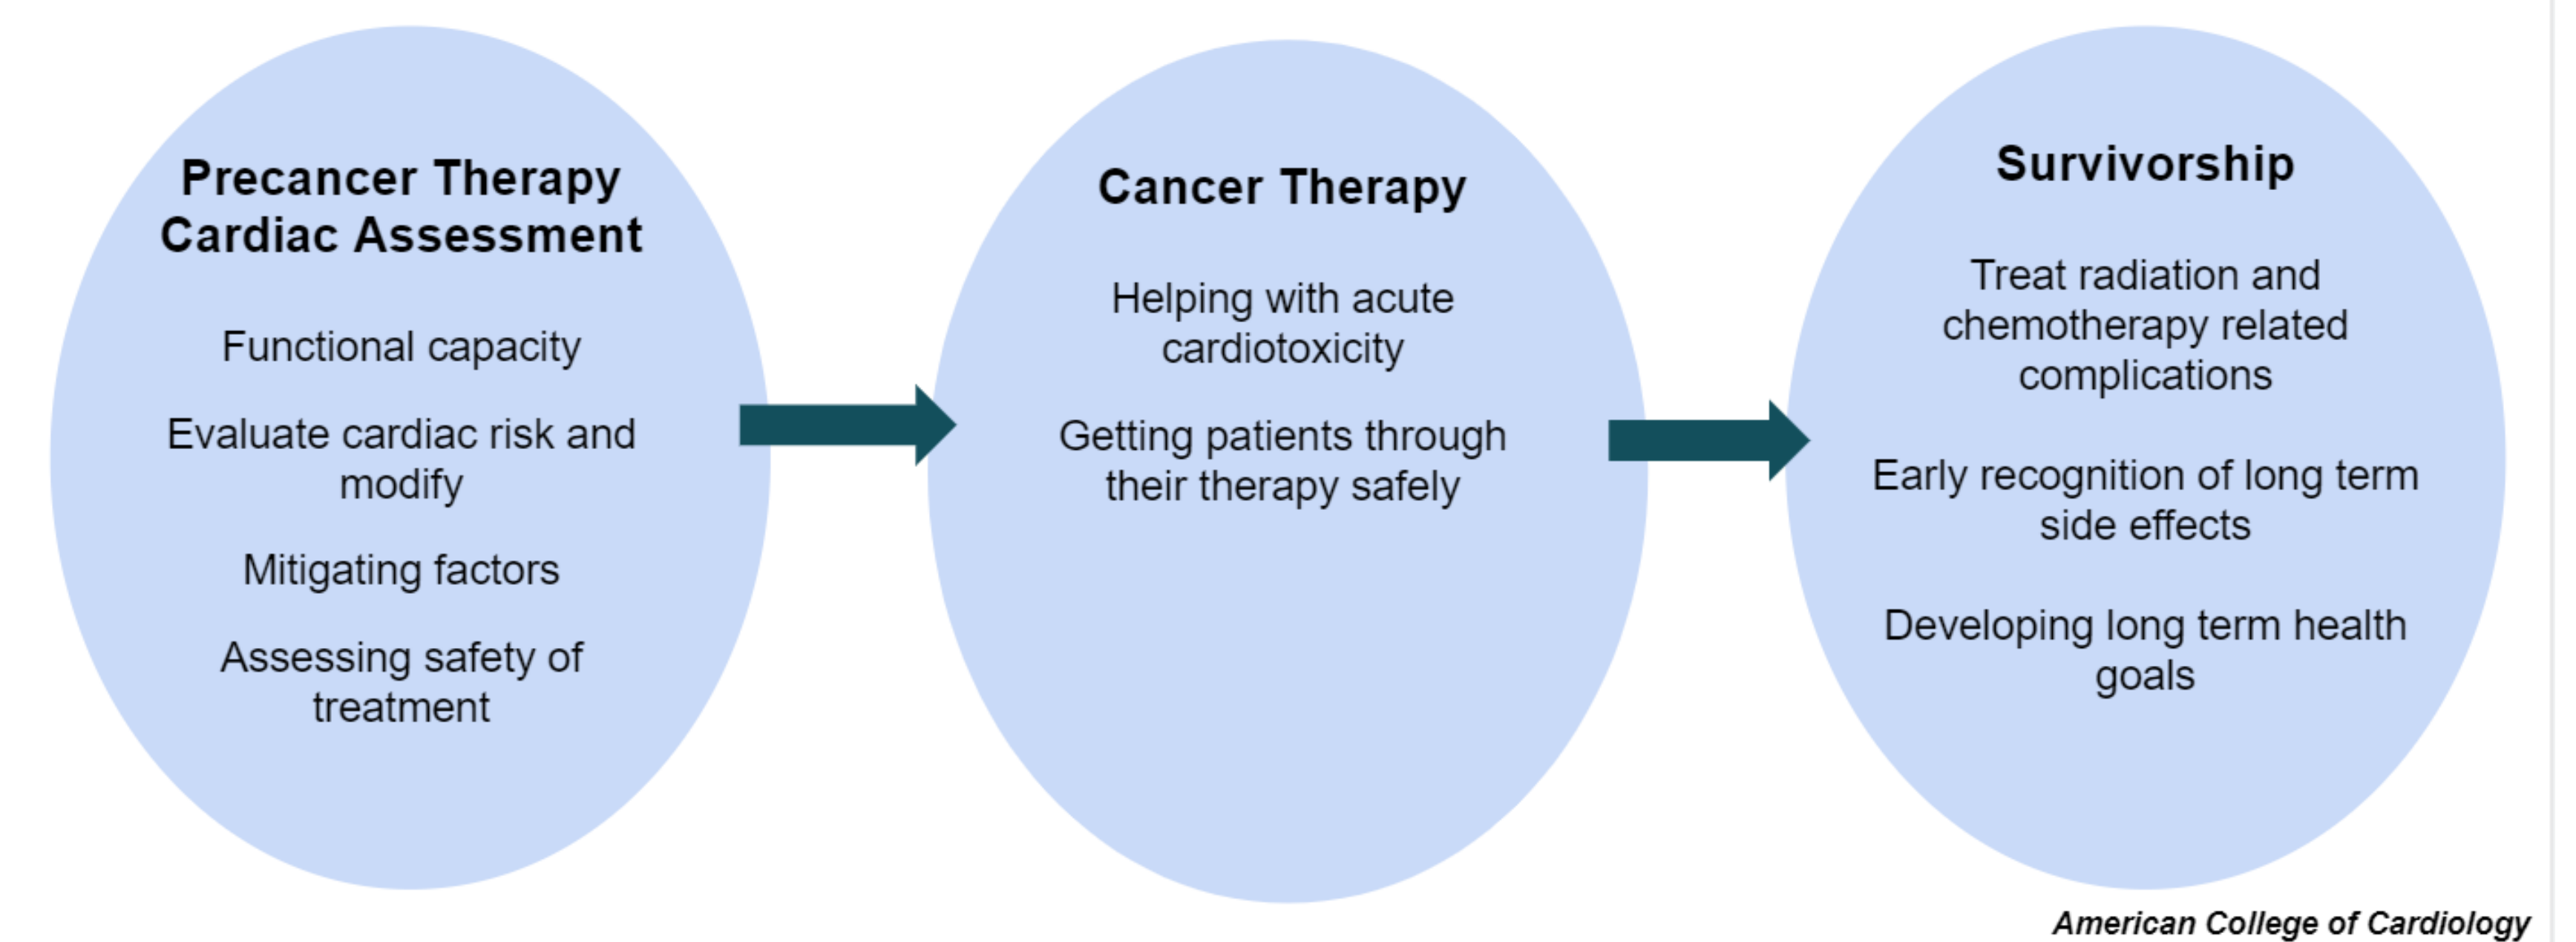 Precancer Therapy
Cardiac Assessment
Functional capacity
Evaluate cardiac risk and
modify
Mitigating factors
Assessing safety of
treatment
Cancer Therapy
Helping with acute
cardiotoxicity
Getting patients through
their therapy safely
Survivorship
Treat radiation and
chemotherapy related
complications
Early recognition of long term
side effects
Developing long term health
goals
American College of Cardiology